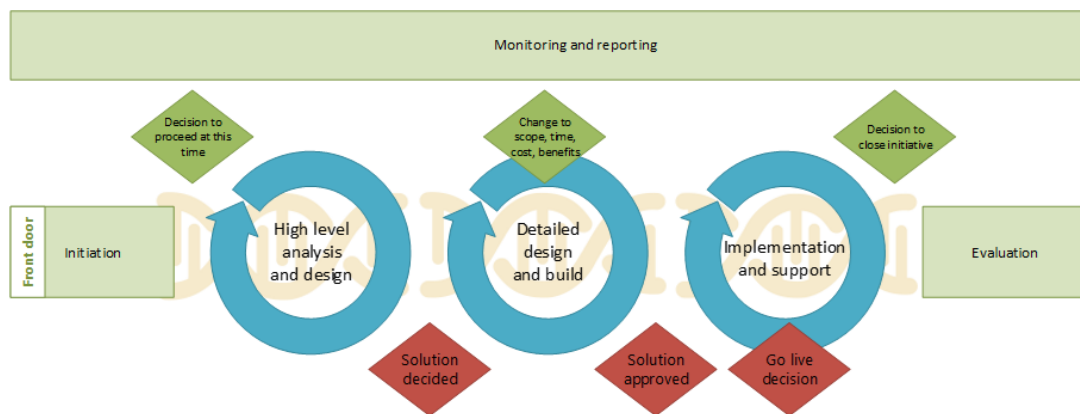 Monitoring and reporting
Decision to
proceed at this
time
Change to
scope, time,
cost, benefits
Decision to
close initiative
Front door
Initiation
High level
analysis
and design
Detailed
design
and build
Implementation
and support
Evaluation
Solution
decided
Solution
approved
Go live
decision